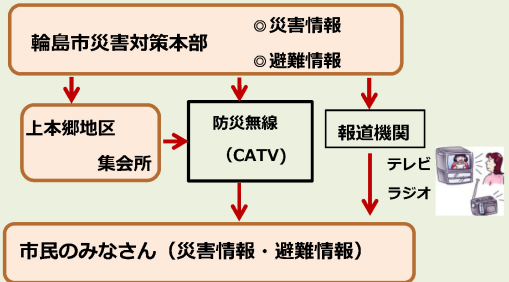 輪島市災害対策本部
◎災害情報
◎避難情報
上本郷地区
集会所
防災無線
（CATV)
報道機関
テレビ
ラジオ
市民のみなさん（災害情報・避難情報）